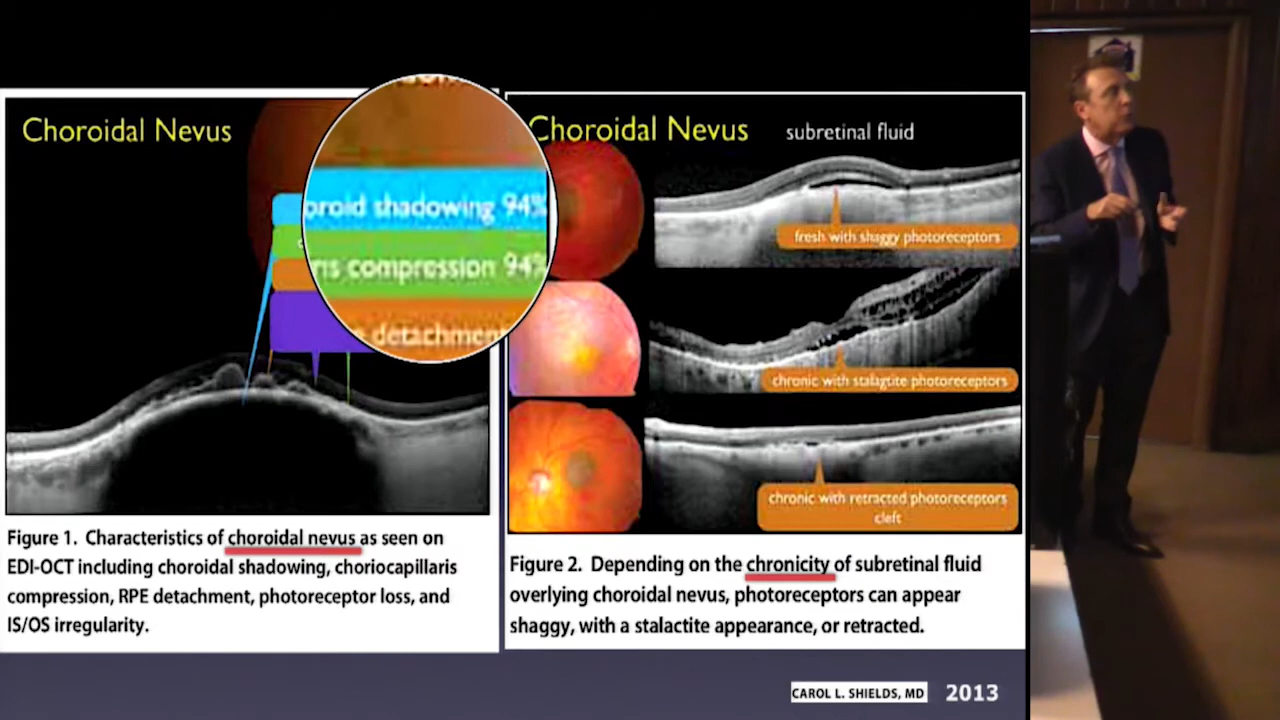 Choroidal Nevus
oroid shadowing 94%
compression 94%
detachment
Figure 1. Characteristics of choroidal nevus as seen on
EDI-OCT including choroidal shadowing, choriocapillaris
compression, RPE detachment, photoreceptor loss, and
IS/OS irregularity.
Choroidal Nevus
subretinal fluid
fresh with shaggy photoreceptors
chronic with stalagtite photoreceptors
chronic with retracted photoreceptors
cleft
Figure 2. Depending on the chronicity of subretinal fluid
overlying choroidal nevus, photoreceptors can appear
shaggy, with a stalactite appearance, or retracted.
CAROL L. SHIELDS, MD
2013